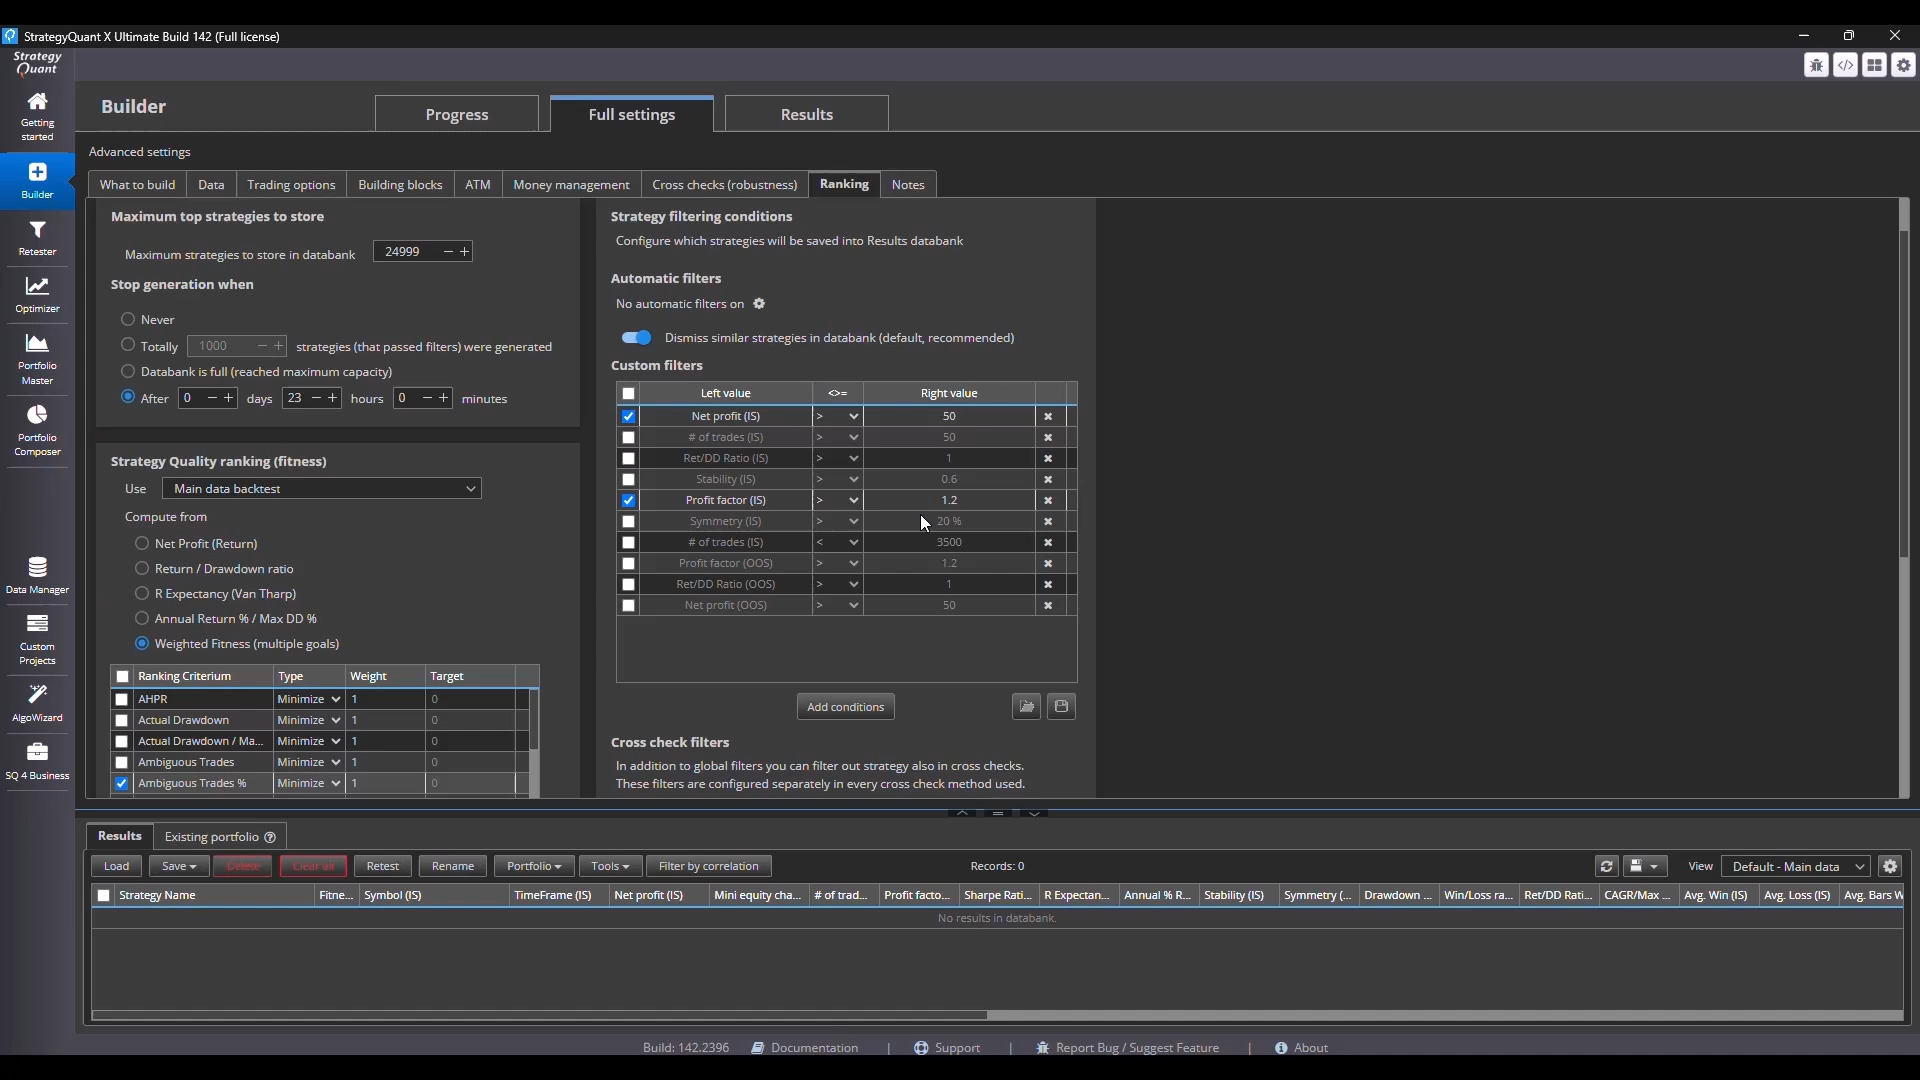 StrategyQuant X Ultimate Build 142 (Full license)
Strategy
Quant
Getting
started
Builder
Retester
Optimizer
Portfolio
Master
Portfolio
Composer
Data Manager
Custom
Projects
AlgoWizard
SQ 4 Business
Builder
Progress
Full settings
Results
Advanced settings
What to build
Data
Trading options
Building blocks
ATM
Money management
Cross checks (robustness)
Ranking
Notes
Maximum top strategies to store
Maximum strategies to store in databank 24999 − +
Stop generation when
Never
Totally 1000 − + strategies (that passed filters) were generated
Databank is full (reached maximum capacity)
After 0 − + days 23 − + hours 0 − + minutes
Strategy Quality ranking (fitness)
Use Main data backtest
Compute from
Net Profit (Return)
Return / Drawdown ratio
R Expectancy (Van Tharp)
Annual Return % / Max DD %
Weighted Fitness (multiple goals)
Ranking Criterium Type Weight Target
AHPR Minimize 1 0
Actual Drawdown Minimize 1 0
Actual Drawdown / Ma... Minimize 1 0
Ambiguous Trades Minimize 1 0
Ambiguous Trades % Minimize 1 0
Strategy filtering conditions
Configure which strategies will be saved into Results databank
Automatic filters
No automatic filters on
Dismiss similar strategies in databank (default, recommended)
Custom filters
Left value <>= Right value
Net profit (IS) > 50
# of trades (IS) > 50
Ret/DD Ratio (IS) > 1
Stability (IS) > 0.6
Profit factor (IS) > 1.2
Symmetry (IS) > 20 %
# of trades (IS) < 3500
Profit factor (OOS) > 1.2
Ret/DD Ratio (OOS) > 1
Net profit (OOS) > 50
Add conditions
Cross check filters
In addition to global filters you can filter out strategy also in cross checks.
These filters are configured separately in every cross check method used.
Results
Existing portfolio
Load Save Delete Clear all Retest Rename Portfolio Tools Filter by correlation Records: 0 View Default - Main data
Strategy Name Fitne... Symbol (IS) TimeFrame (IS) Net profit (IS) Mini equity cha... # of trad... Profit facto... Sharpe Rati... R Expectan... Annual % R... Stability (IS) Symmetry (... Drawdown ... Win/Loss ra... Ret/DD Rati... CAGR/Max ... Avg. Win (IS) Avg. Loss (IS) Avg. Bars W
No results in databank.
Build: 142.2396 Documentation | Support | Report Bug / Suggest Feature | About